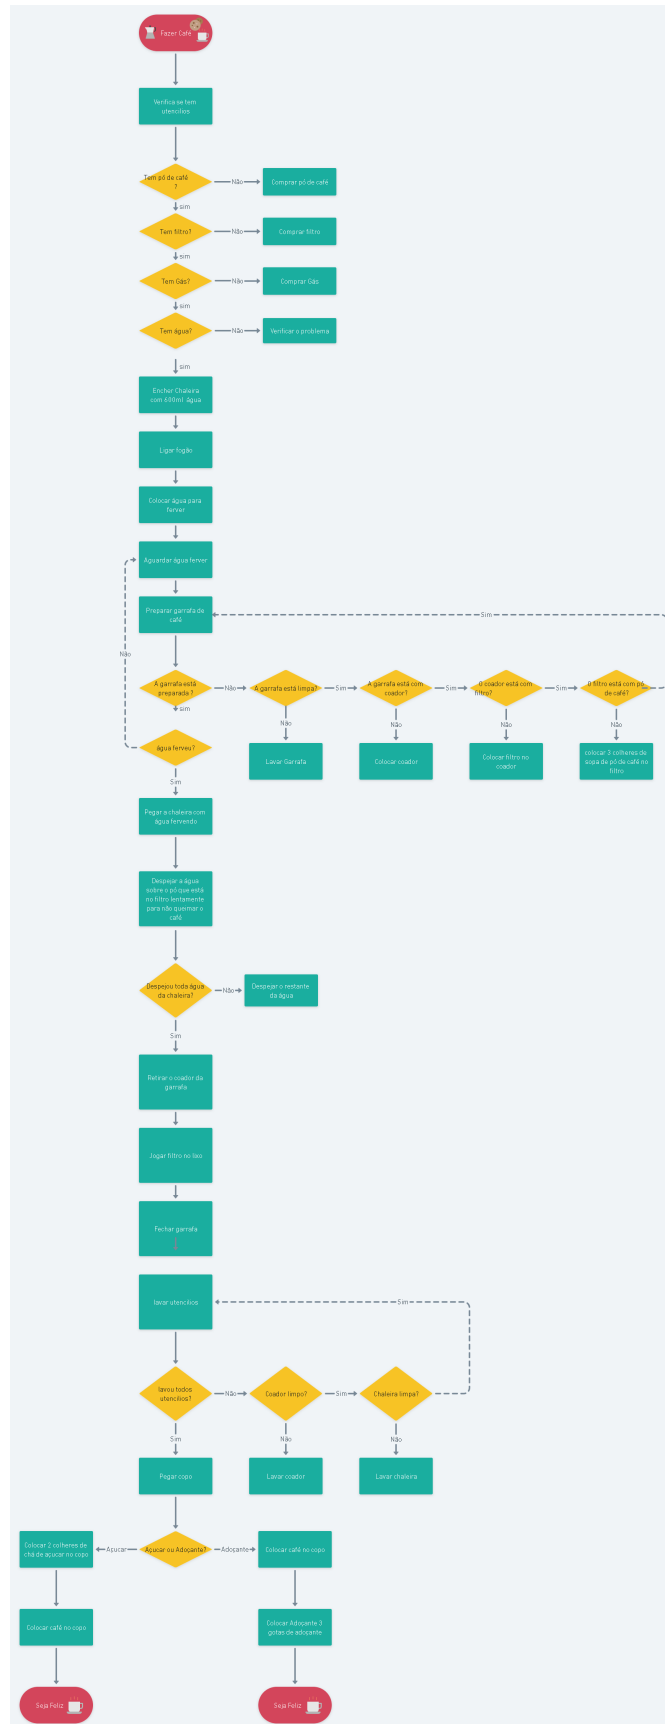 Fazer Café
Verifica se tem
utencilios
Tem pó de café
?
Não
Comprar pó de café
sim
Tem filtro?
Não
Comprar filtro
sim
Tem Gás?
Não
Comprar Gás
sim
Tem água?
Não
Verificar o problema
sim
Encher Chaleira
com 600ml água
Ligar fogão
Colocar água para
ferver
Aguardar água ferver
Preparar garrafa de
café
Sim
Não
A garrafa está
preparada ?
Não
A garrafa está limpa?
Sim
A garrafa está com
coador?
Sim
O coador está com
filtro?
Sim
O filtro está com pó
de café?
sim
Não
Não
Não
Não
água ferveu?
Lavar Garrafa
Colocar coador
Colocar filtro no
coador
colocar 3 colheres de
sopa de pó de café no
filtro
Sim
Pegar a chaleira com
água fervendo
Despejar a água
sobre o pó que está
no filtro lentamente
para não queimar o
café
Despejou toda água
da chaleira?
Não
Despejar o restante
da água
Sim
Retirar o coador da
garrafa
Jogar filtro no lixo
Fechar garrafa
lavar utencílios
Sim
lavou todos
utencílios?
Não
Coador limpo?
Sim
Chaleira limpa?
Sim
Não
Não
Pegar copo
Lavar coador
Lavar chaleira
Colocar 2 colheres de
chá de açucar no copo
Açucar
Açucar ou Adoçante?
Adoçante
Colocar café no copo
Colocar café no copo
Colocar Adoçante 3
gotas de adoçante
Seja Feliz
Seja Feliz